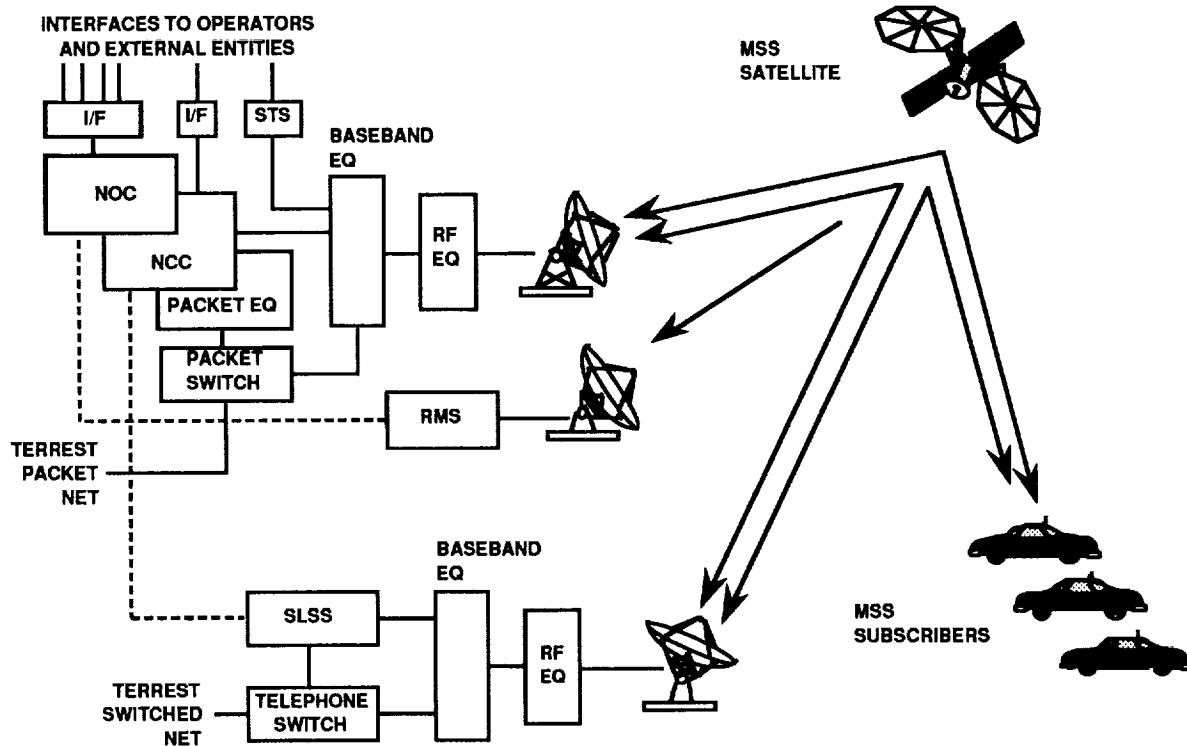 INTERFACES TO OPERATORS
AND EXTERNAL ENTITIES
MSS
SATELLITE
I/F
I/F
STS
BASEBAND
EQ
NOC
NCC
RF
EQ
PACKET EQ
PACKET
SWITCH
RMS
TERREST
PACKET
NET
BASEBAND
EQ
SLSS
RF
EQ
MSS
SUBSCRIBERS
TERREST
SWITCHED
NET
TELEPHONE
SWITCH